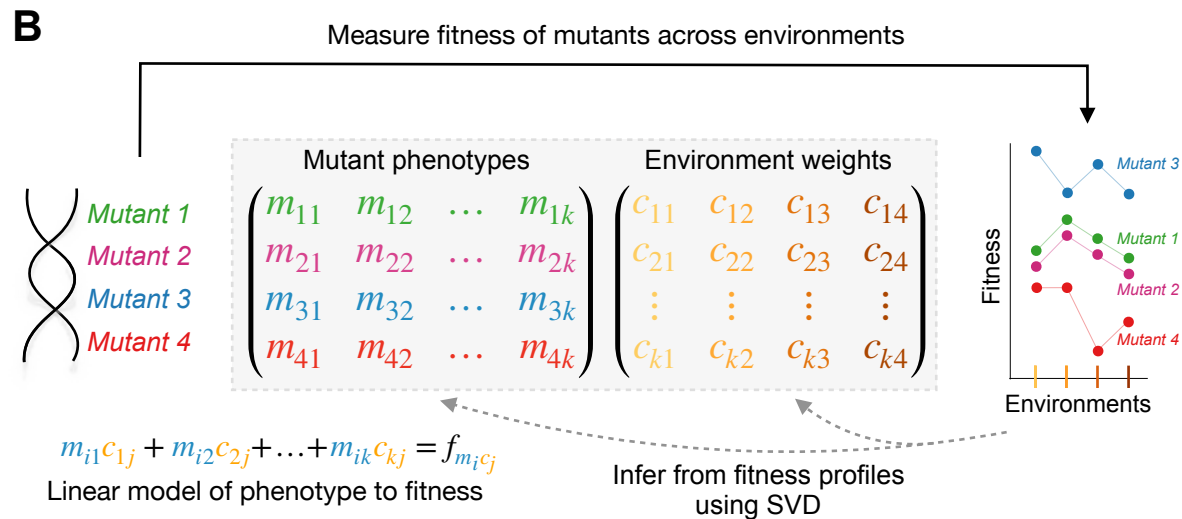 B
Measure fitness of mutants across environments
Mutant 1
Mutant 2
Mutant 3
Mutant 4
Mutant phenotypes
m11 m12 … m1k
m21 m22 … m2k
m31 m32 … m3k
m41 m42 … m4k
Environment weights
c11 c12 c13 c14
c21 c22 c23 c24
⋮ ⋮ ⋮ ⋮
ck1 ck2 ck3 ck4
Fitness
Mutant 3
Mutant 1
Mutant 2
Mutant 4
Environments
mi1c1j + mi2c2j+…+mikckj = fmicj
Linear model of phenotype to fitness
Infer from fitness profiles
using SVD